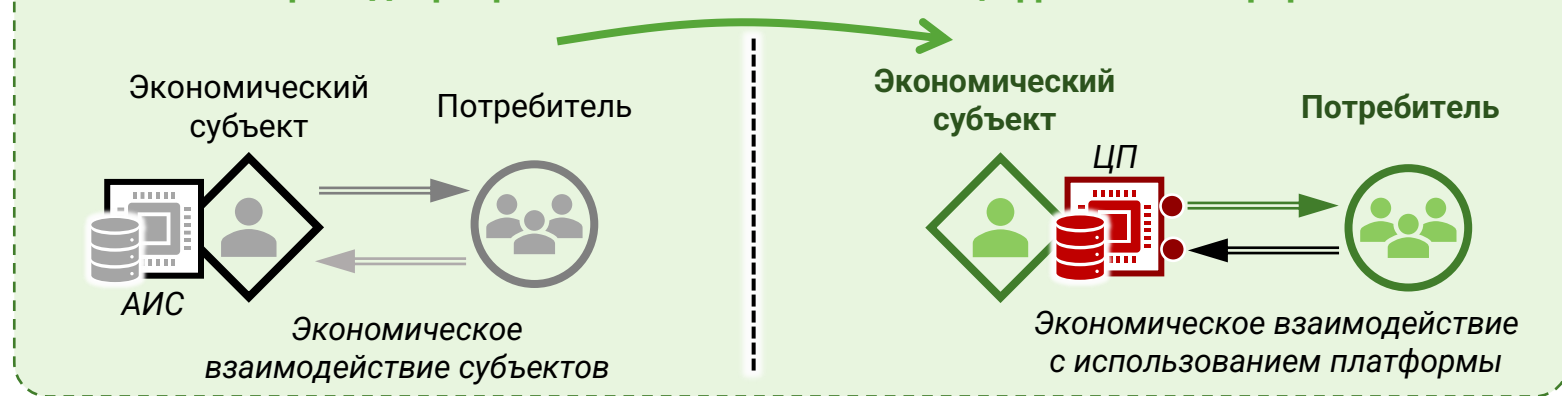 Экономический
субъект
Потребитель
АИС
Экономическое
взаимодействие субъектов
Экономический
субъект
Потребитель
ЦП
Экономическое взаимодействие
с использованием платформы